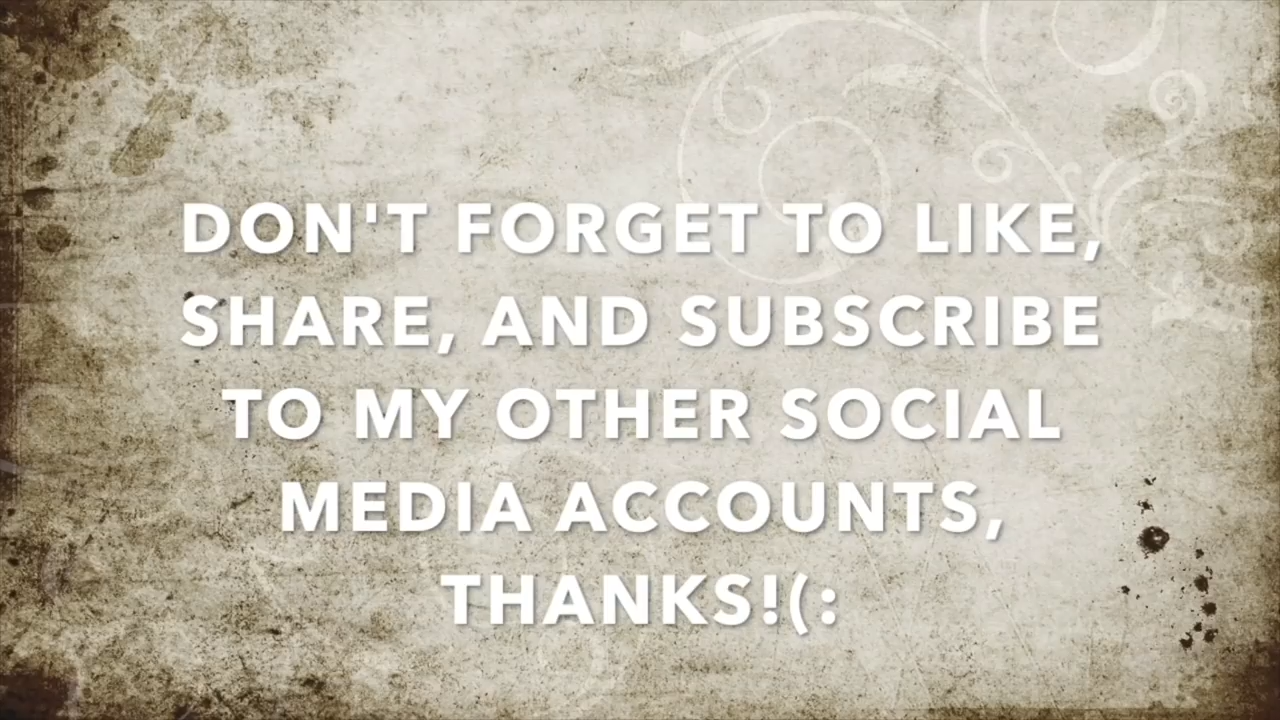 DON'T FORGET TO LIKE,
SHARE, AND SUBSCRIBE
TO MY OTHER SOCIAL
MEDIA ACCOUNTS,
THANKS!(: